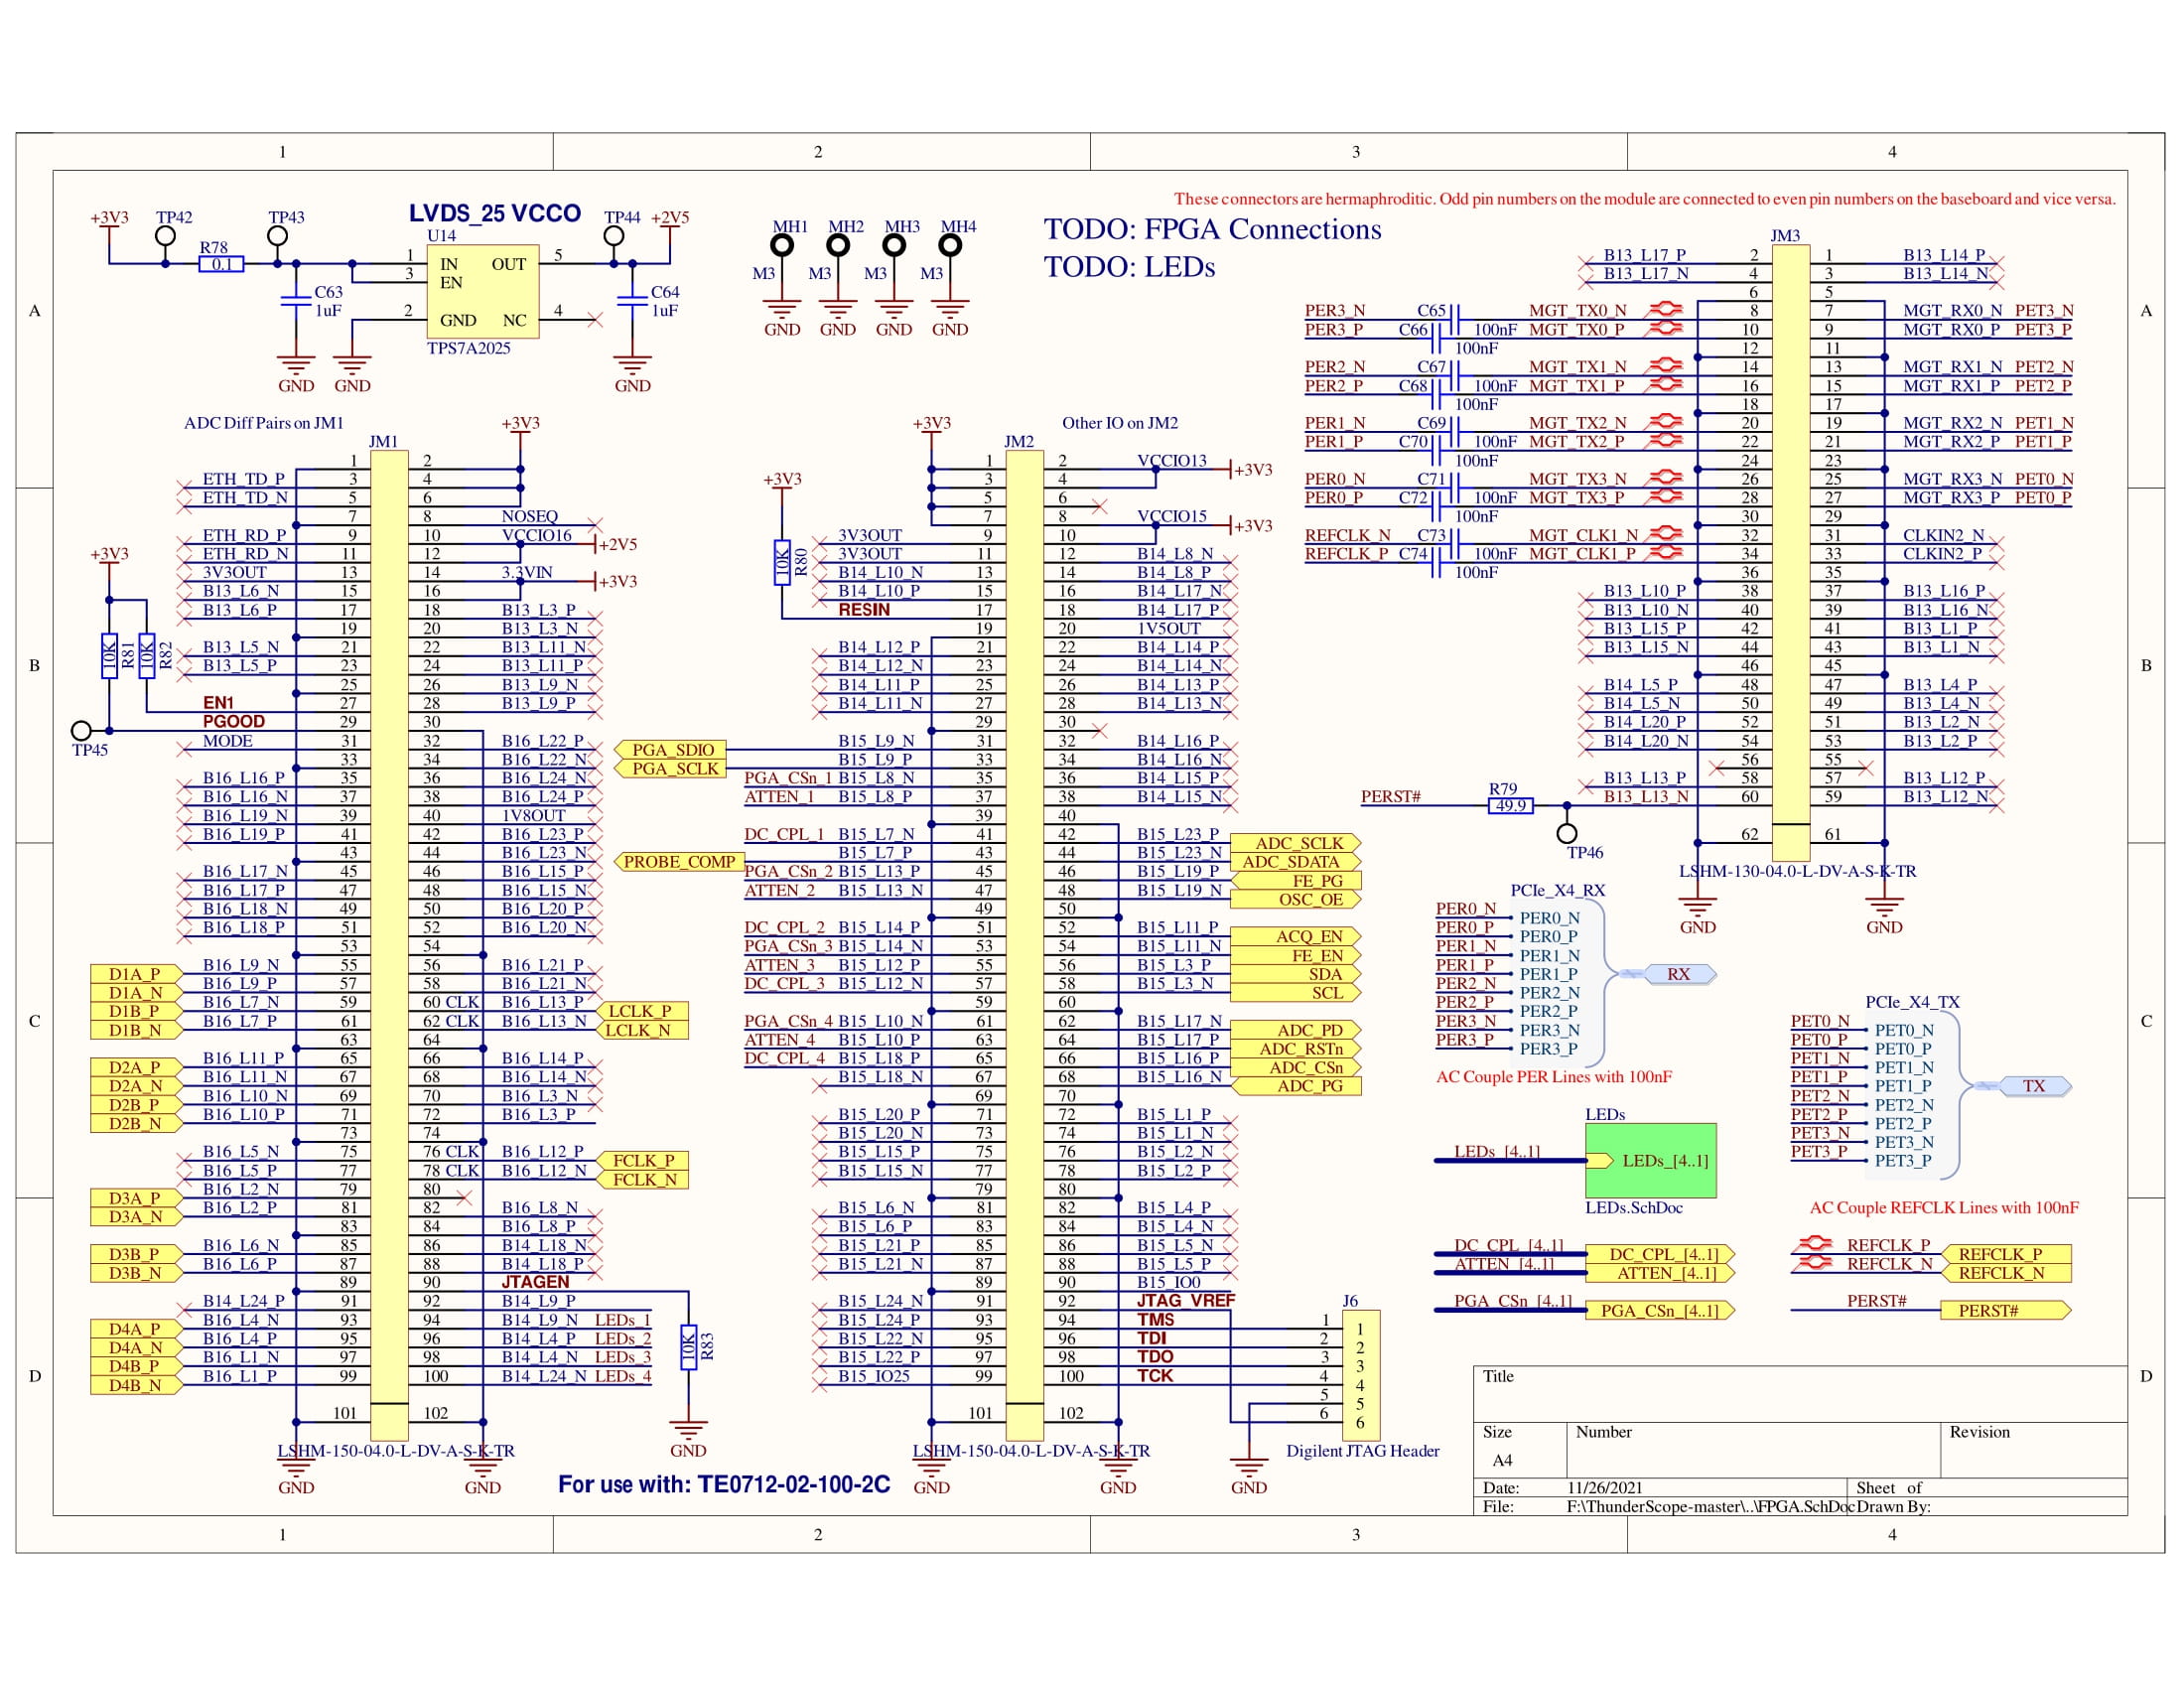 1 2 3 4
These connectors are hermaphroditic. Odd pin numbers on the module are connected to even pin numbers on the baseboard and vice versa.
TODO: FPGA Connections
TODO: LEDs
A
B
C
D
LVDS_25 VCCO
+3V3 TP42 TP43 TP44 +2V5
R78 0.1
U14
1 IN OUT 5
3 EN
2 GND NC 4
TPS7A2025
C63 1uF
C64 1uF
GND GND GND
MH1 MH2 MH3 MH4
M3 M3 M3 M3
GND GND GND GND
ADC Diff Pairs on JM1
JM1
+3V3
1 2
ETH_TD_P 3 4
ETH_TD_N 5 6
7 8 NOSEQ
ETH_RD_P 9 10 VCCIO16 +2V5
ETH_RD_N 11 12
3V3OUT 13 14 3.3VIN +3V3
B13_L6_N 15 16
B13_L6_P 17 18 B13_L3_P
19 20 B13_L3_N
B13_L5_N 21 22 B13_L11_N
B13_L5_P 23 24 B13_L11_P
25 26 B13_L9_N
EN1 27 28 B13_L9_P
PGOOD 29 30
MODE 31 32 B16_L22_P
33 34 B16_L22_N
B16_L16_P 35 36 B16_L24_N
B16_L16_N 37 38 B16_L24_P
B16_L19_N 39 40 1V8OUT
B16_L19_P 41 42 B16_L23_P
43 44 B16_L23_N
B16_L17_N 45 46 B16_L15_P
B16_L17_P 47 48 B16_L15_N
B16_L18_N 49 50 B16_L20_P
B16_L18_P 51 52 B16_L20_N
53 54
D1A_P B16_L9_N 55 56 B16_L21_P
D1A_N B16_L9_P 57 58 B16_L21_N
D1B_P B16_L7_N 59 60 CLK B16_L13_P LCLK_P
D1B_N B16_L7_P 61 62 CLK B16_L13_N LCLK_N
63 64
D2A_P B16_L11_P 65 66 B16_L14_P
D2A_N B16_L11_N 67 68 B16_L14_N
D2B_P B16_L10_N 69 70 B16_L3_N
D2B_N B16_L10_P 71 72 B16_L3_P
73 74
B16_L5_N 75 76 CLK B16_L12_P FCLK_P
B16_L5_P 77 78 CLK B16_L12_N FCLK_N
D3A_P B16_L2_N 79 80
D3A_N B16_L2_P 81 82 B16_L8_N
83 84 B16_L8_P
D3B_P B16_L6_N 85 86 B14_L18_N
D3B_N B16_L6_P 87 88 B14_L18_P
89 90 JTAGEN
B14_L24_P 91 92 B14_L9_P
D4A_P B16_L4_N 93 94 B14_L9_N LEDs_1
D4A_N B16_L4_P 95 96 B14_L4_P LEDs_2
D4B_P B16_L1_N 97 98 B14_L4_N LEDs_3
D4B_N B16_L1_P 99 100 B14_L24_N LEDs_4
101 102
LSHM-150-04.0-L-DV-A-S-K-TR
GND GND
+3V3
10K R81
10K R82
TP45
10K R83
GND
For use with: TE0712-02-100-2C
Other IO on JM2
JM2
+3V3
+3V3
10K R80
1 2 VCCIO13 +3V3
3 4
5 6
7 8 VCCIO15 +3V3
3V3OUT 9 10
3V3OUT 11 12 B14_L8_N
B14_L10_N 13 14 B14_L8_P
B14_L10_P 15 16 B14_L17_N
RESIN 17 18 B14_L17_P
19 20 1V5OUT
B14_L12_P 21 22 B14_L14_P
B14_L12_N 23 24 B14_L14_N
B14_L11_P 25 26 B14_L13_P
B14_L11_N 27 28 B14_L13_N
29 30
PGA_SDIO B15_L9_N 31 32 B14_L16_P
PGA_SCLK B15_L9_P 33 34 B14_L16_N
PGA_CSn_1 B15_L8_N 35 36 B14_L15_P
ATTEN_1 B15_L8_P 37 38 B14_L15_N
39 40
DC_CPL_1 B15_L7_N 41 42 B15_L23_P ADC_SCLK
PROBE_COMP B15_L7_P 43 44 B15_L23_N ADC_SDATA
PGA_CSn_2 B15_L13_P 45 46 B15_L19_P FE_PG
ATTEN_2 B15_L13_N 47 48 B15_L19_N OSC_OE
49 50
DC_CPL_2 B15_L14_P 51 52 B15_L11_P ACQ_EN
PGA_CSn_3 B15_L14_N 53 54 B15_L11_N FE_EN
ATTEN_3 B15_L12_P 55 56 B15_L3_P SDA
DC_CPL_3 B15_L12_N 57 58 B15_L3_N SCL
59 60
PGA_CSn_4 B15_L10_N 61 62 B15_L17_N ADC_PD
ATTEN_4 B15_L10_P 63 64 B15_L17_P ADC_RSTn
DC_CPL_4 B15_L18_P 65 66 B15_L16_P ADC_CSn
B15_L18_N 67 68 B15_L16_N ADC_PG
69 70
B15_L20_P 71 72 B15_L1_P
B15_L20_N 73 74 B15_L1_N
B15_L15_P 75 76 B15_L2_N
B15_L15_N 77 78 B15_L2_P
79 80
B15_L6_N 81 82 B15_L4_P
B15_L6_P 83 84 B15_L4_N
B15_L21_P 85 86 B15_L5_N
B15_L21_N 87 88 B15_L5_P
89 90 B15_IO0
B15_L24_N 91 92 JTAG_VREF
B15_L24_P 93 94 TMS
B15_L22_N 95 96 TDI
B15_L22_P 97 98 TDO
B15_IO25 99 100 TCK
101 102
LSHM-150-04.0-L-DV-A-S-K-TR
GND GND GND
J6
1 1
2 2
3 3
4 4
5 5
6 6
Digilent JTAG Header
JM3
B13_L17_P 2 1 B13_L14_P
B13_L17_N 4 3 B13_L14_N
6 5
PER3_N C65 100nF MGT_TX0_N 8 7 MGT_RX0_N PET3_N
PER3_P C66 100nF MGT_TX0_P 10 9 MGT_RX0_P PET3_P
12 11
PER2_N C67 100nF MGT_TX1_N 14 13 MGT_RX1_N PET2_N
PER2_P C68 100nF MGT_TX1_P 16 15 MGT_RX1_P PET2_P
18 17
PER1_N C69 100nF MGT_TX2_N 20 19 MGT_RX2_N PET1_N
PER1_P C70 100nF MGT_TX2_P 22 21 MGT_RX2_P PET1_P
24 23
PER0_N C71 100nF MGT_TX3_N 26 25 MGT_RX3_N PET0_N
PER0_P C72 100nF MGT_TX3_P 28 27 MGT_RX3_P PET0_P
30 29
REFCLK_N C73 100nF MGT_CLK1_N 32 31 CLKIN2_N
REFCLK_P C74 100nF MGT_CLK1_P 34 33 CLKIN2_P
36 35
B13_L10_P 38 37 B13_L16_P
B13_L10_N 40 39 B13_L16_N
B13_L15_P 42 41 B13_L1_P
B13_L15_N 44 43 B13_L1_N
46 45
B14_L5_P 48 47 B13_L4_P
B14_L5_N 50 49 B13_L4_N
B14_L20_P 52 51 B13_L2_N
B14_L20_N 54 53 B13_L2_P
56 55
B13_L13_P 58 57 B13_L12_P
PERST# R79 49.9 B13_L13_N 60 59 B13_L12_N
TP46
62 61
LSHM-130-04.0-L-DV-A-S-K-TR
GND GND
PCIe_X4_RX
PER0_N PER0_N
PER0_P PER0_P
PER1_N PER1_N
PER1_P PER1_P
PER2_N PER2_N
PER2_P PER2_P
PER3_N PER3_N
PER3_P PER3_P
RX
AC Couple PER Lines with 100nF
PCIe_X4_TX
PET0_N PET0_N
PET0_P PET0_P
PET1_N PET1_N
PET1_P PET1_P
PET2_N PET2_N
PET2_P PET2_P
PET3_N PET3_N
PET3_P PET3_P
TX
LEDs
LEDs_[4..1] LEDs_[4..1]
LEDs.SchDoc
AC Couple REFCLK Lines with 100nF
DC_CPL_[4..1] DC_CPL_[4..1]
ATTEN_[4..1] ATTEN_[4..1]
PGA_CSn_[4..1] PGA_CSn_[4..1]
REFCLK_P REFCLK_P
REFCLK_N REFCLK_N
PERST# PERST#
Title
Size Number Revision
A4
Date: 11/26/2021 Sheet of
File: F:\ThunderScope-master\..\FPGA.SchDoc Drawn By:
A
B
C
D
1 2 3 4